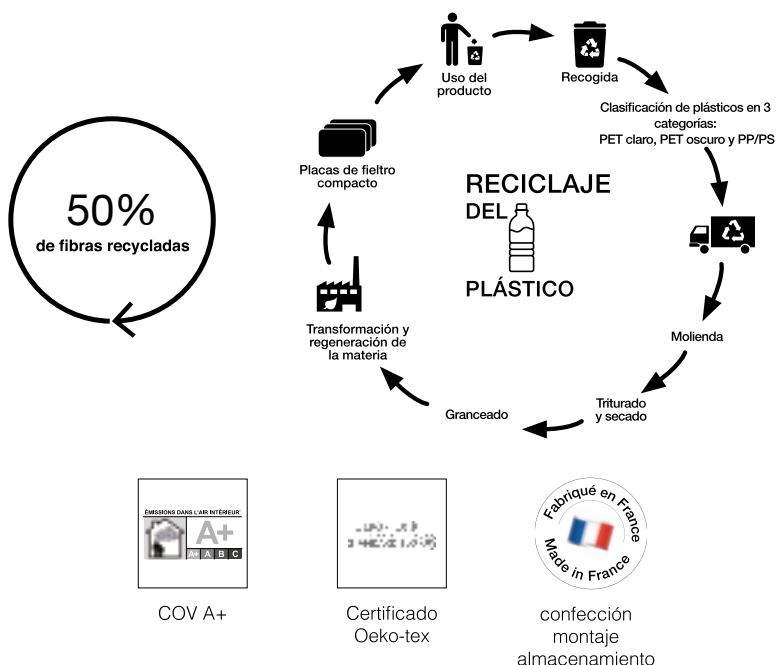 50%
de fibras recycladas
Uso del
producto
Recogida
Clasificación de plásticos en 3
categorías:
PET claro, PET oscuro y PP/PS
Placas de fieltro
compacto
RECICLAJE
DEL
PLÁSTICO
Transformación y
regeneración de
la materia
Molienda
Triturado
y secado
Granceado
ÉMISSIONS DANS L'AIR INTÉRIEUR*
A+
A+ A B C
Fabriqué en France
Made in France
COV A+
Certificado
Oeko-tex
confección
montaje
almacenamiento